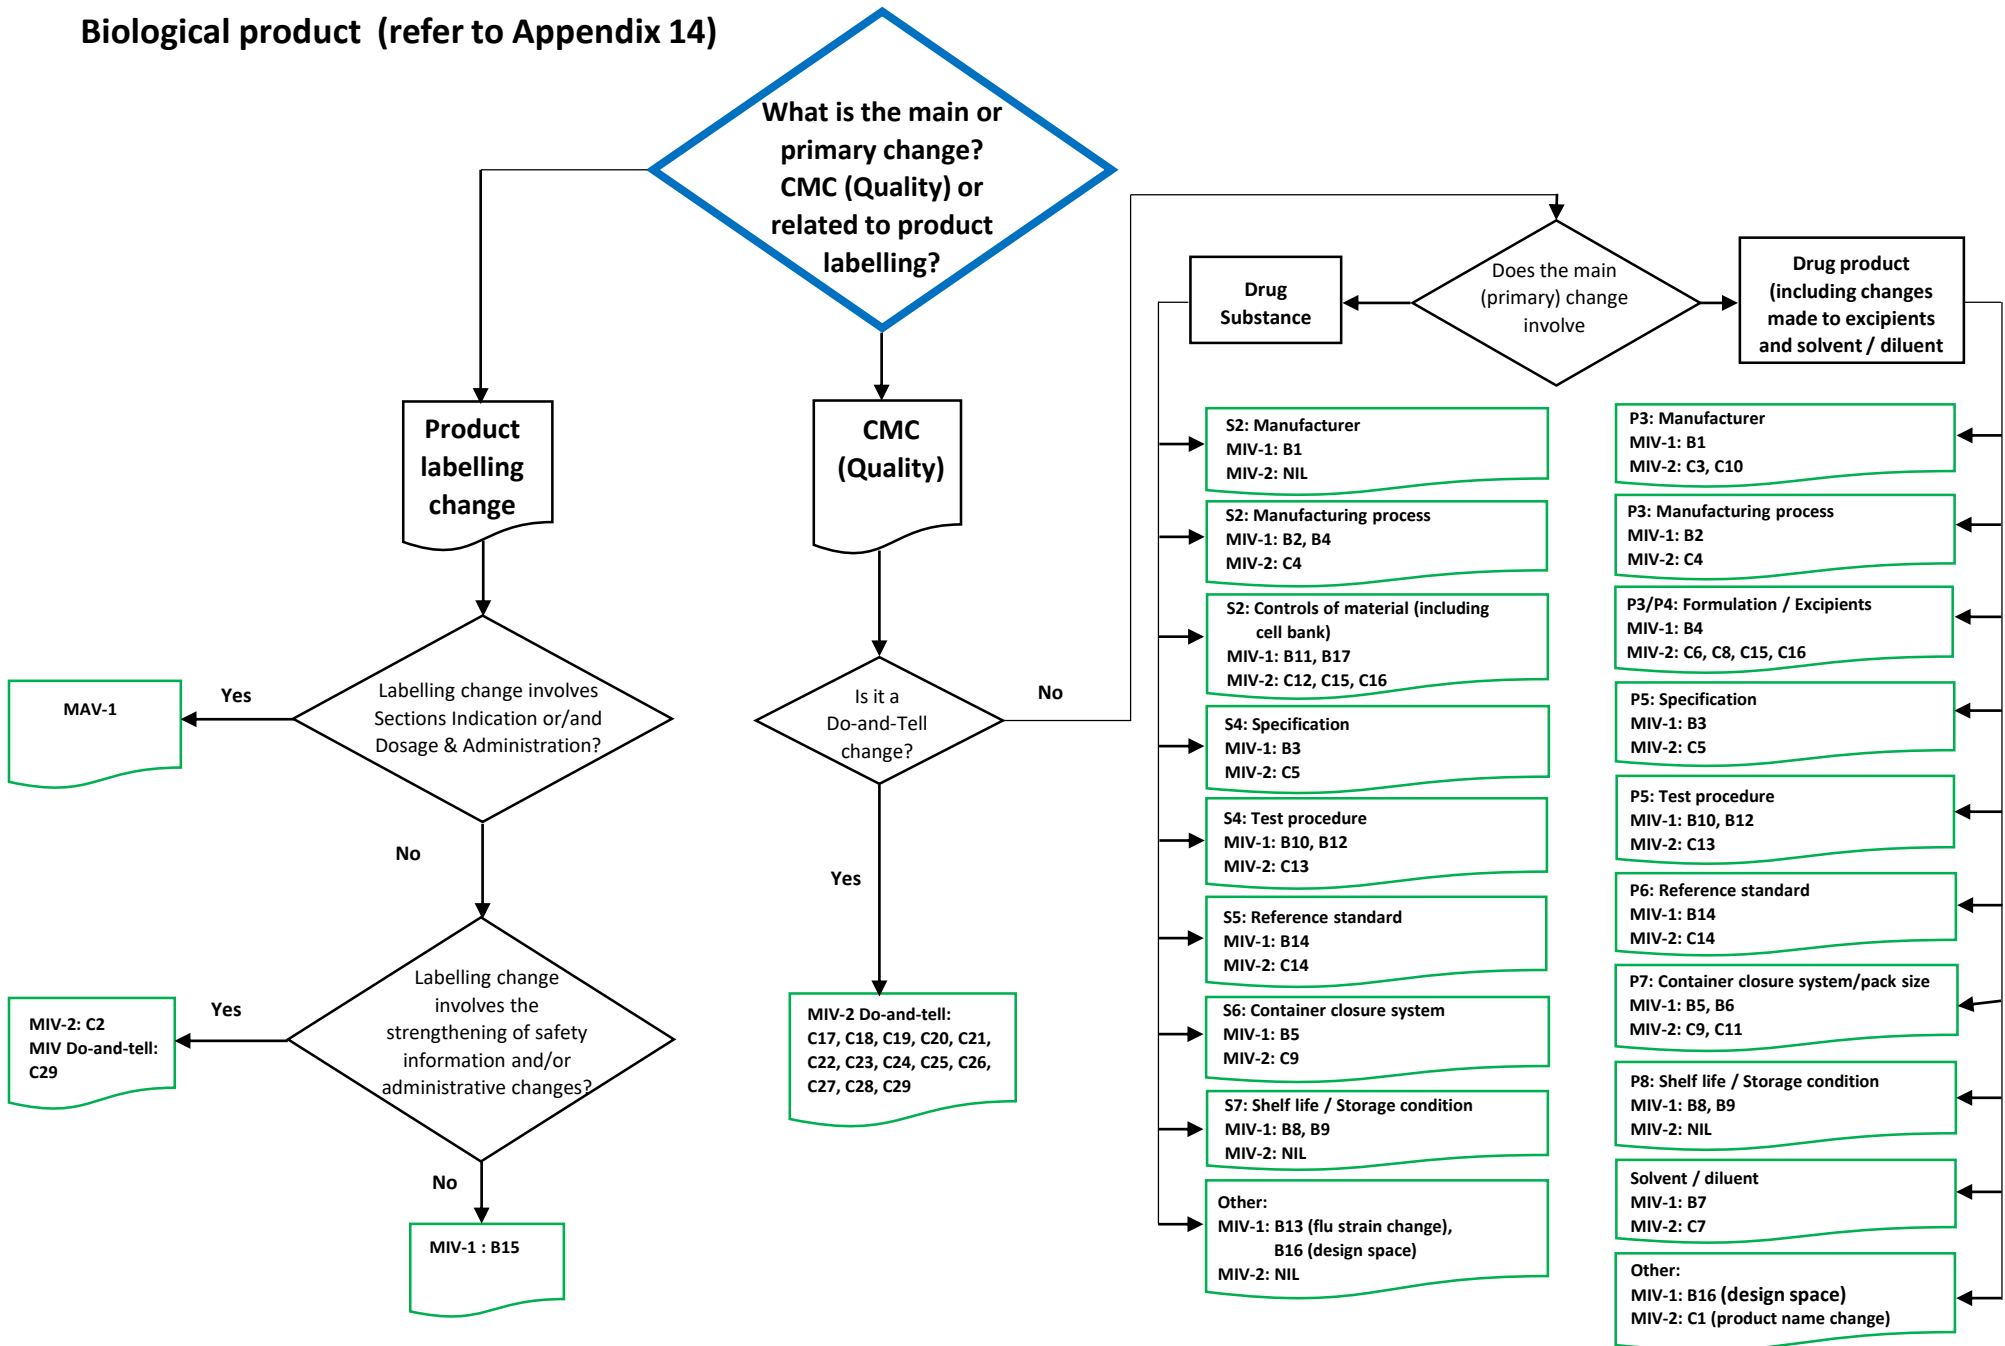 Biological product  (refer to Appendix 14)
What is the main or
primary change?
CMC (Quality) or
related to product
labelling?
Product
labelling
change
CMC
(Quality)
Labelling change involves
Sections Indication or/and
Dosage & Administration?
Yes
MAV-1
No
Labelling change
involves the
strengthening of safety
information and/or
administrative changes?
Yes
MIV-2: C2
MIV Do-and-tell:
C29
No
MIV-1 : B15
Is it a
Do-and-Tell
change?
No
Yes
MIV-2 Do-and-tell:
C17, C18, C19, C20, C21,
C22, C23, C24, C25, C26,
C27, C28, C29
Does the main
(primary) change
involve
Drug
Substance
Drug product
(including changes
made to excipients
and solvent / diluent
S2: Manufacturer
MIV-1: B1
MIV-2: NIL
S2: Manufacturing process
MIV-1: B2, B4
MIV-2: C4
S2: Controls of material (including
cell bank)
MIV-1: B11, B17
MIV-2: C12, C15, C16
S4: Specification
MIV-1: B3
MIV-2: C5
S4: Test procedure
MIV-1: B10, B12
MIV-2: C13
S5: Reference standard
MIV-1: B14
MIV-2: C14
S6: Container closure system
MIV-1: B5
MIV-2: C9
S7: Shelf life / Storage condition
MIV-1: B8, B9
MIV-2: NIL
Other:
MIV-1: B13 (flu strain change),
B16 (design space)
MIV-2: NIL
P3: Manufacturer
MIV-1: B1
MIV-2: C3, C10
P3: Manufacturing process
MIV-1: B2
MIV-2: C4
P3/P4: Formulation / Excipients
MIV-1: B4
MIV-2: C6, C8, C15, C16
P5: Specification
MIV-1: B3
MIV-2: C5
P5: Test procedure
MIV-1: B10, B12
MIV-2: C13
P6: Reference standard
MIV-1: B14
MIV-2: C14
P7: Container closure system/pack size
MIV-1: B5, B6
MIV-2: C9, C11
P8: Shelf life / Storage condition
MIV-1: B8, B9
MIV-2: NIL
Solvent / diluent
MIV-1: B7
MIV-2: C7
Other:
MIV-1: B16 (design space)
MIV-2: C1 (product name change)